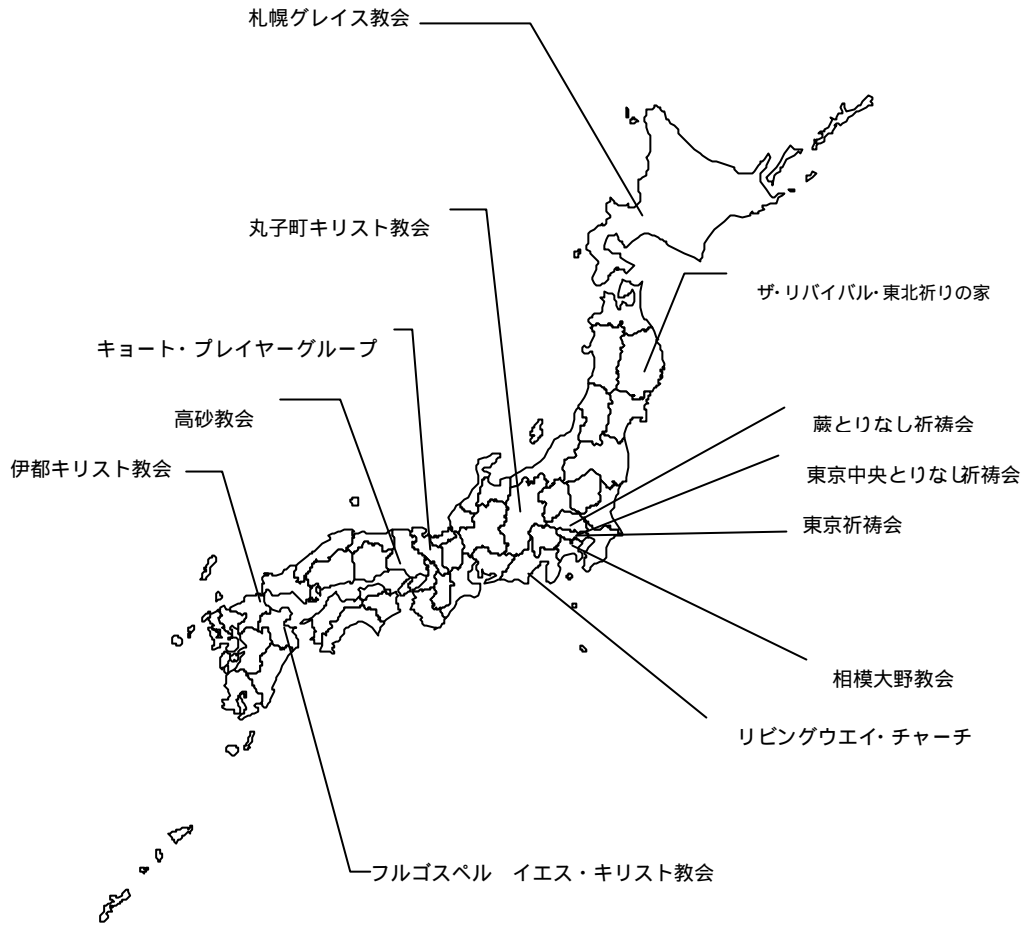 札幌グレイス教会
丸子町キリスト教会
ザ・リバイバル・東北祈りの家
キョート・プレイヤーグループ
高砂教会
蕨とりなし祈祷会
伊都キリスト教会
東京中央とりなし祈祷会
東京祈祷会
相模大野教会
リビングウエイ・チャーチ
フルゴスペル　イエス・キリスト教会